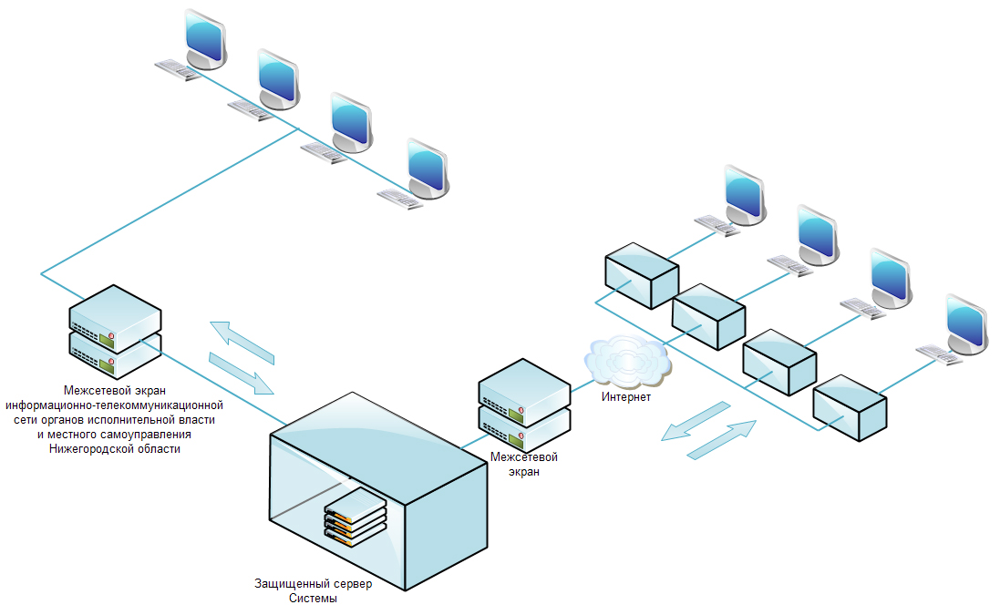 Межсетевой экран
информационно-телекоммуникационной
сети органов исполнительной власти
и местного самоуправления
Нижегородской области
Интернет
Межсетевой
экран
Защищенный сервер
Системы